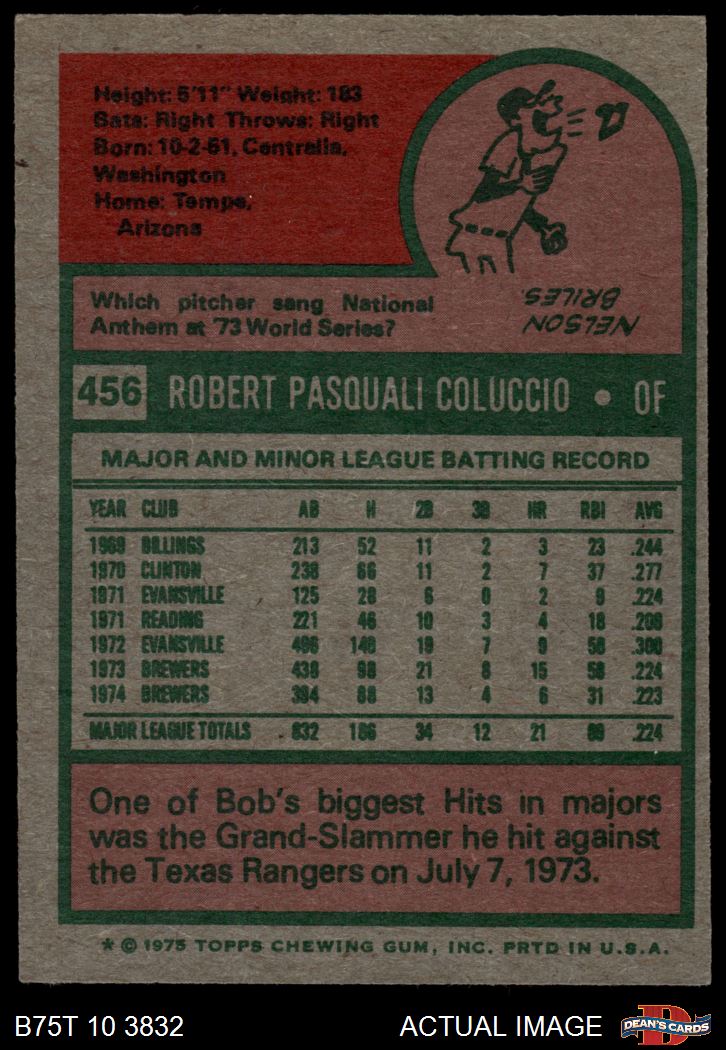 Height: 5'11" Weight: 183
Bats: Right Throws: Right
Born: 10-2-51, Centralia,
Washington
Home: Tempe,
Arizona
Which pitcher sang National
Anthem at '73 World Series?
NELSON
BRILES.
456 ROBERT PASQUALI COLUCCIO • OF
MAJOR AND MINOR LEAGUE BATTING RECORD
YEAR CLUB AB H 2B 3B HR RBI AVG
1969 BILLINGS 213 52 11 2 3 23 .244
1970 CLINTON 238 66 11 2 7 37 .277
1971 EVANSVILLE 125 28 6 0 2 9 .224
1971 READING 221 46 10 3 4 18 .208
1972 EVANSVILLE 148 19 7 9 .300
1973 BREWERS 438 98 21 8 15 58 .224
1974 BREWERS 394 88 13 4 6 31 .223
MAJOR LEAGUE TOTALS 832 186 34 12 21 89 .224
One of Bob's biggest Hits in majors
was the Grand-Slammer he hit against
the Texas Rangers on July 7, 1973.
* © 1975 TOPPS CHEWING GUM, INC. PRTD IN U.S.A.
B75T 10 3832 ACTUAL IMAGE D DEAN'S CARDS